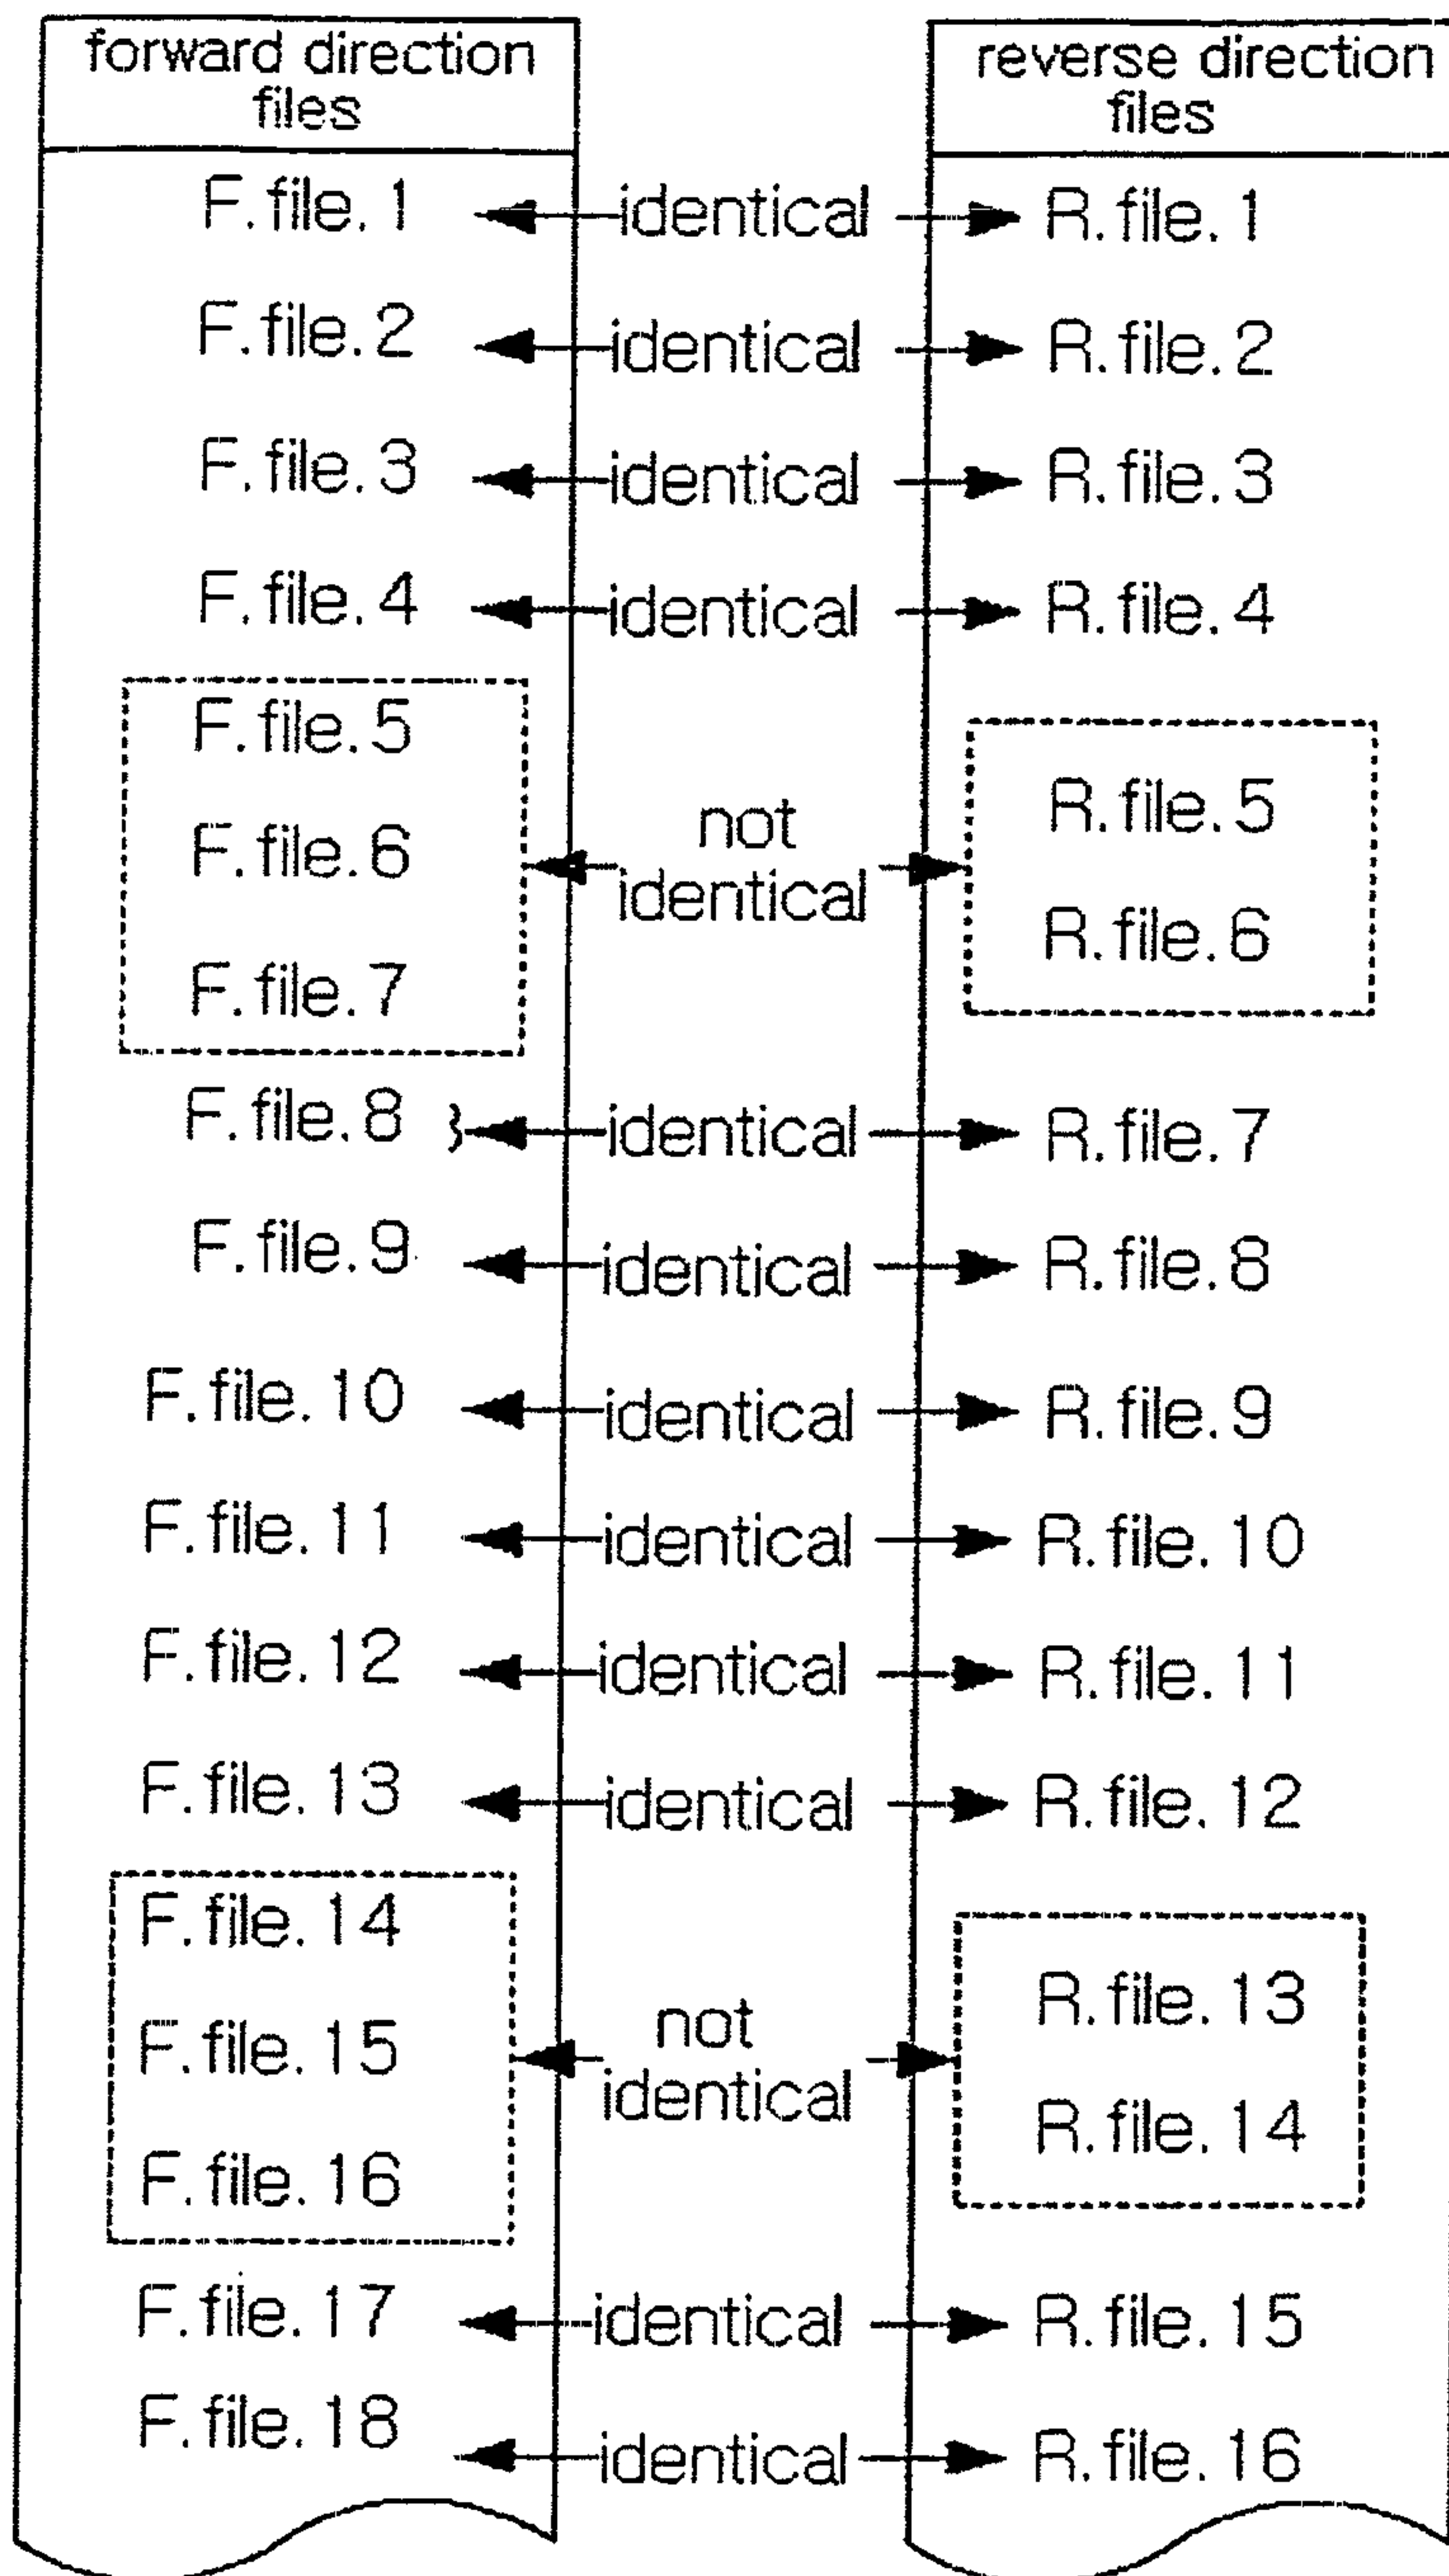 forward direction
files
reverse direction
files
F.file.1 identical R.file.1
F.file.2 identical R.file.2
F.file.3 identical R.file.3
F.file.4 identical R.file.4
F.file.5
F.file.6
F.file.7
not
identical
R.file.5
R.file.6
F.file.8 identical R.file.7
F.file.9 identical R.file.8
F.file.10 identical R.file.9
F.file.11 identical R.file.10
F.file.12 identical R.file.11
F.file.13 identical R.file.12
F.file.14
F.file.15
F.file.16
not
identical
R.file.13
R.file.14
F.file.17 identical R.file.15
F.file.18 identical R.file.16